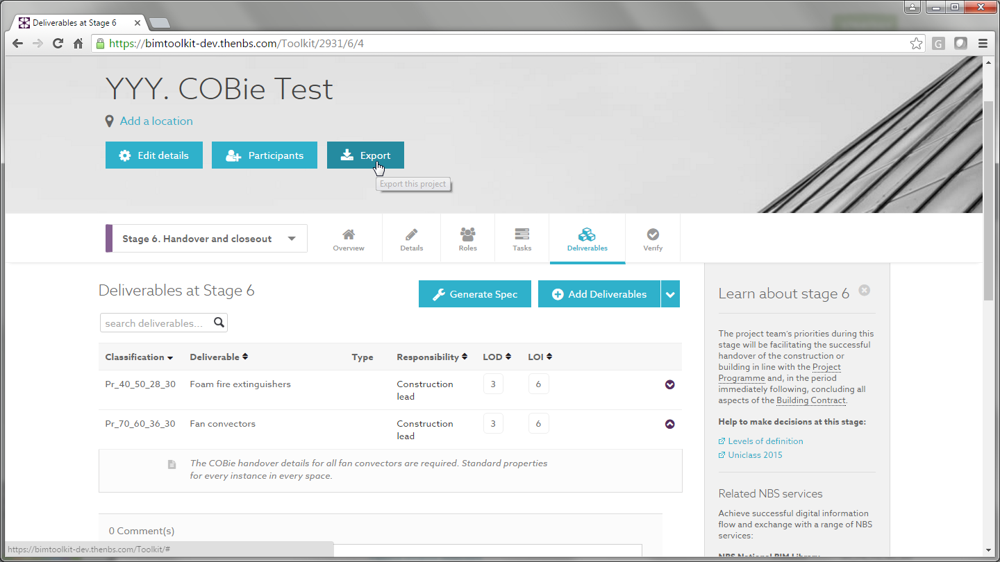 Deliverables at Stage 6
https://bimtoolkit-dev.thenbs.com/Toolkit/2931/6/4
G
YYY. COBie Test
Add a location
Edit details
Participants
Export
Export this project
Stage 6. Handover and closeout
Overview
Details
Roles
Tasks
Deliverables
Verify
Deliverables at Stage 6
Generate Spec
Add Deliverables
search deliverables...
Classification Deliverable Type Responsibility LOD LOI
Pr_40_50_28_30 Foam fire extinguishers Construction 3 6
lead
Pr_70_60_36_30 Fan convectors Construction 3 6
lead
The COBie handover details for all fan convectors are required. Standard properties
for every instance in every space.
0 Comment(s)
Learn about stage 6
The project team's priorities during this
stage will be facilitating the successful
handover of the construction or
building in line with the Project
Programme and, in the period
immediately following, concluding all
aspects of the Building Contract.
Help to make decisions at this stage:
Levels of definition
Uniclass 2015
Related NBS services
Achieve successful digital information
flow and exchange with a range of NBS
services:
NBS National BIM Library
https://bimtoolkit-dev.thenbs.com/Toolkit/#